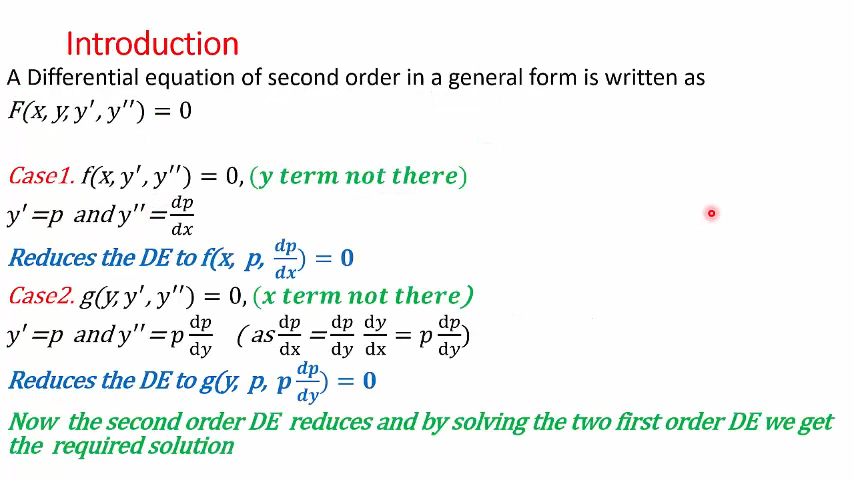 Introduction
A Differential equation of second order in a general form is written as
F(x, y, y′, y′′) = 0
Case1. f(x, y′, y′′) = 0, (y term not there)
y′=p and y′′=dp/dx
Reduces the DE to f(x, p, dp/dx) = 0
Case2. g(y, y′, y′′) = 0, (x term not there)
y′=p and y′′=p dp/dy (as dp/dx = dp/dy dy/dx = p dp/dy)
Reduces the DE to g(y, p, p dp/dy) = 0
Now the second order DE reduces and by solving the two first order DE we get
the required solution